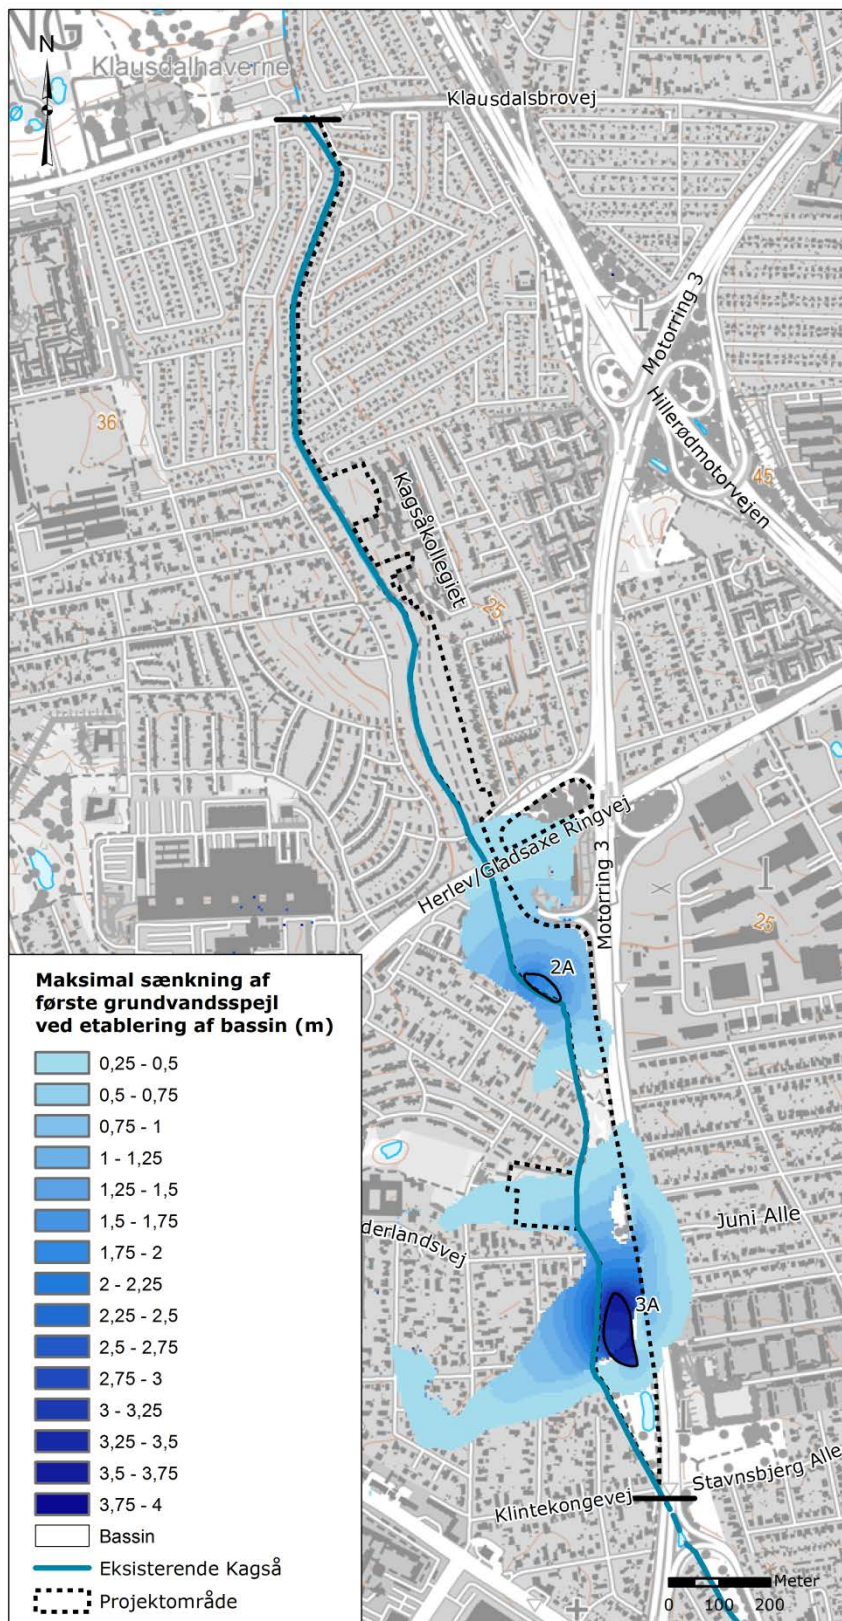 N
NG
Klausdalhaverne
Klausdalsbrovej
Motorring 3
Hillerødmotorvejen
36
45
Kagsåkollegiet
25
Herlev/Gladsaxe Ringvej
Motorring 3
25
2A
Juni Alle
derlandsvej
3A
Klintekongevej
Stavnsbjerg Alle
Maksimal sænkning af
første grundvandsspejl
ved etablering af bassin (m)
0,25 - 0,5
0,5 - 0,75
0,75 - 1
1 - 1,25
1,25 - 1,5
1,5 - 1,75
1,75 - 2
2 - 2,25
2,25 - 2,5
2,5 - 2,75
2,75 - 3
3 - 3,25
3,25 - 3,5
3,5 - 3,75
3,75 - 4
Bassin
Eksisterende Kagså
Projektområde
Meter
0 100 200